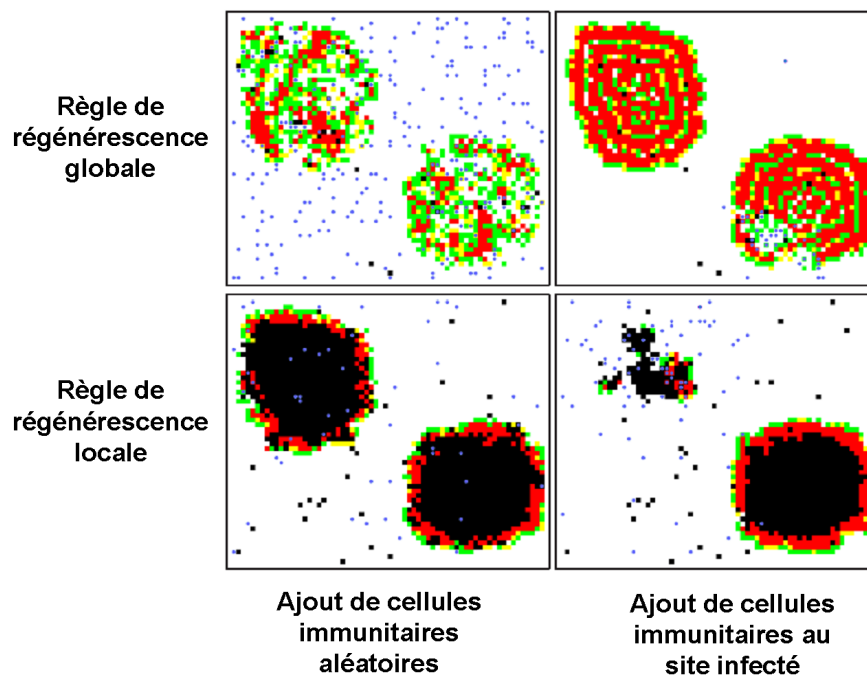 Règle de
régénérescence
globale
Règle de
régénérescence
locale
Ajout de cellules
immunitaires
aléatoires
Ajout de cellules
immunitaires au
site infecté